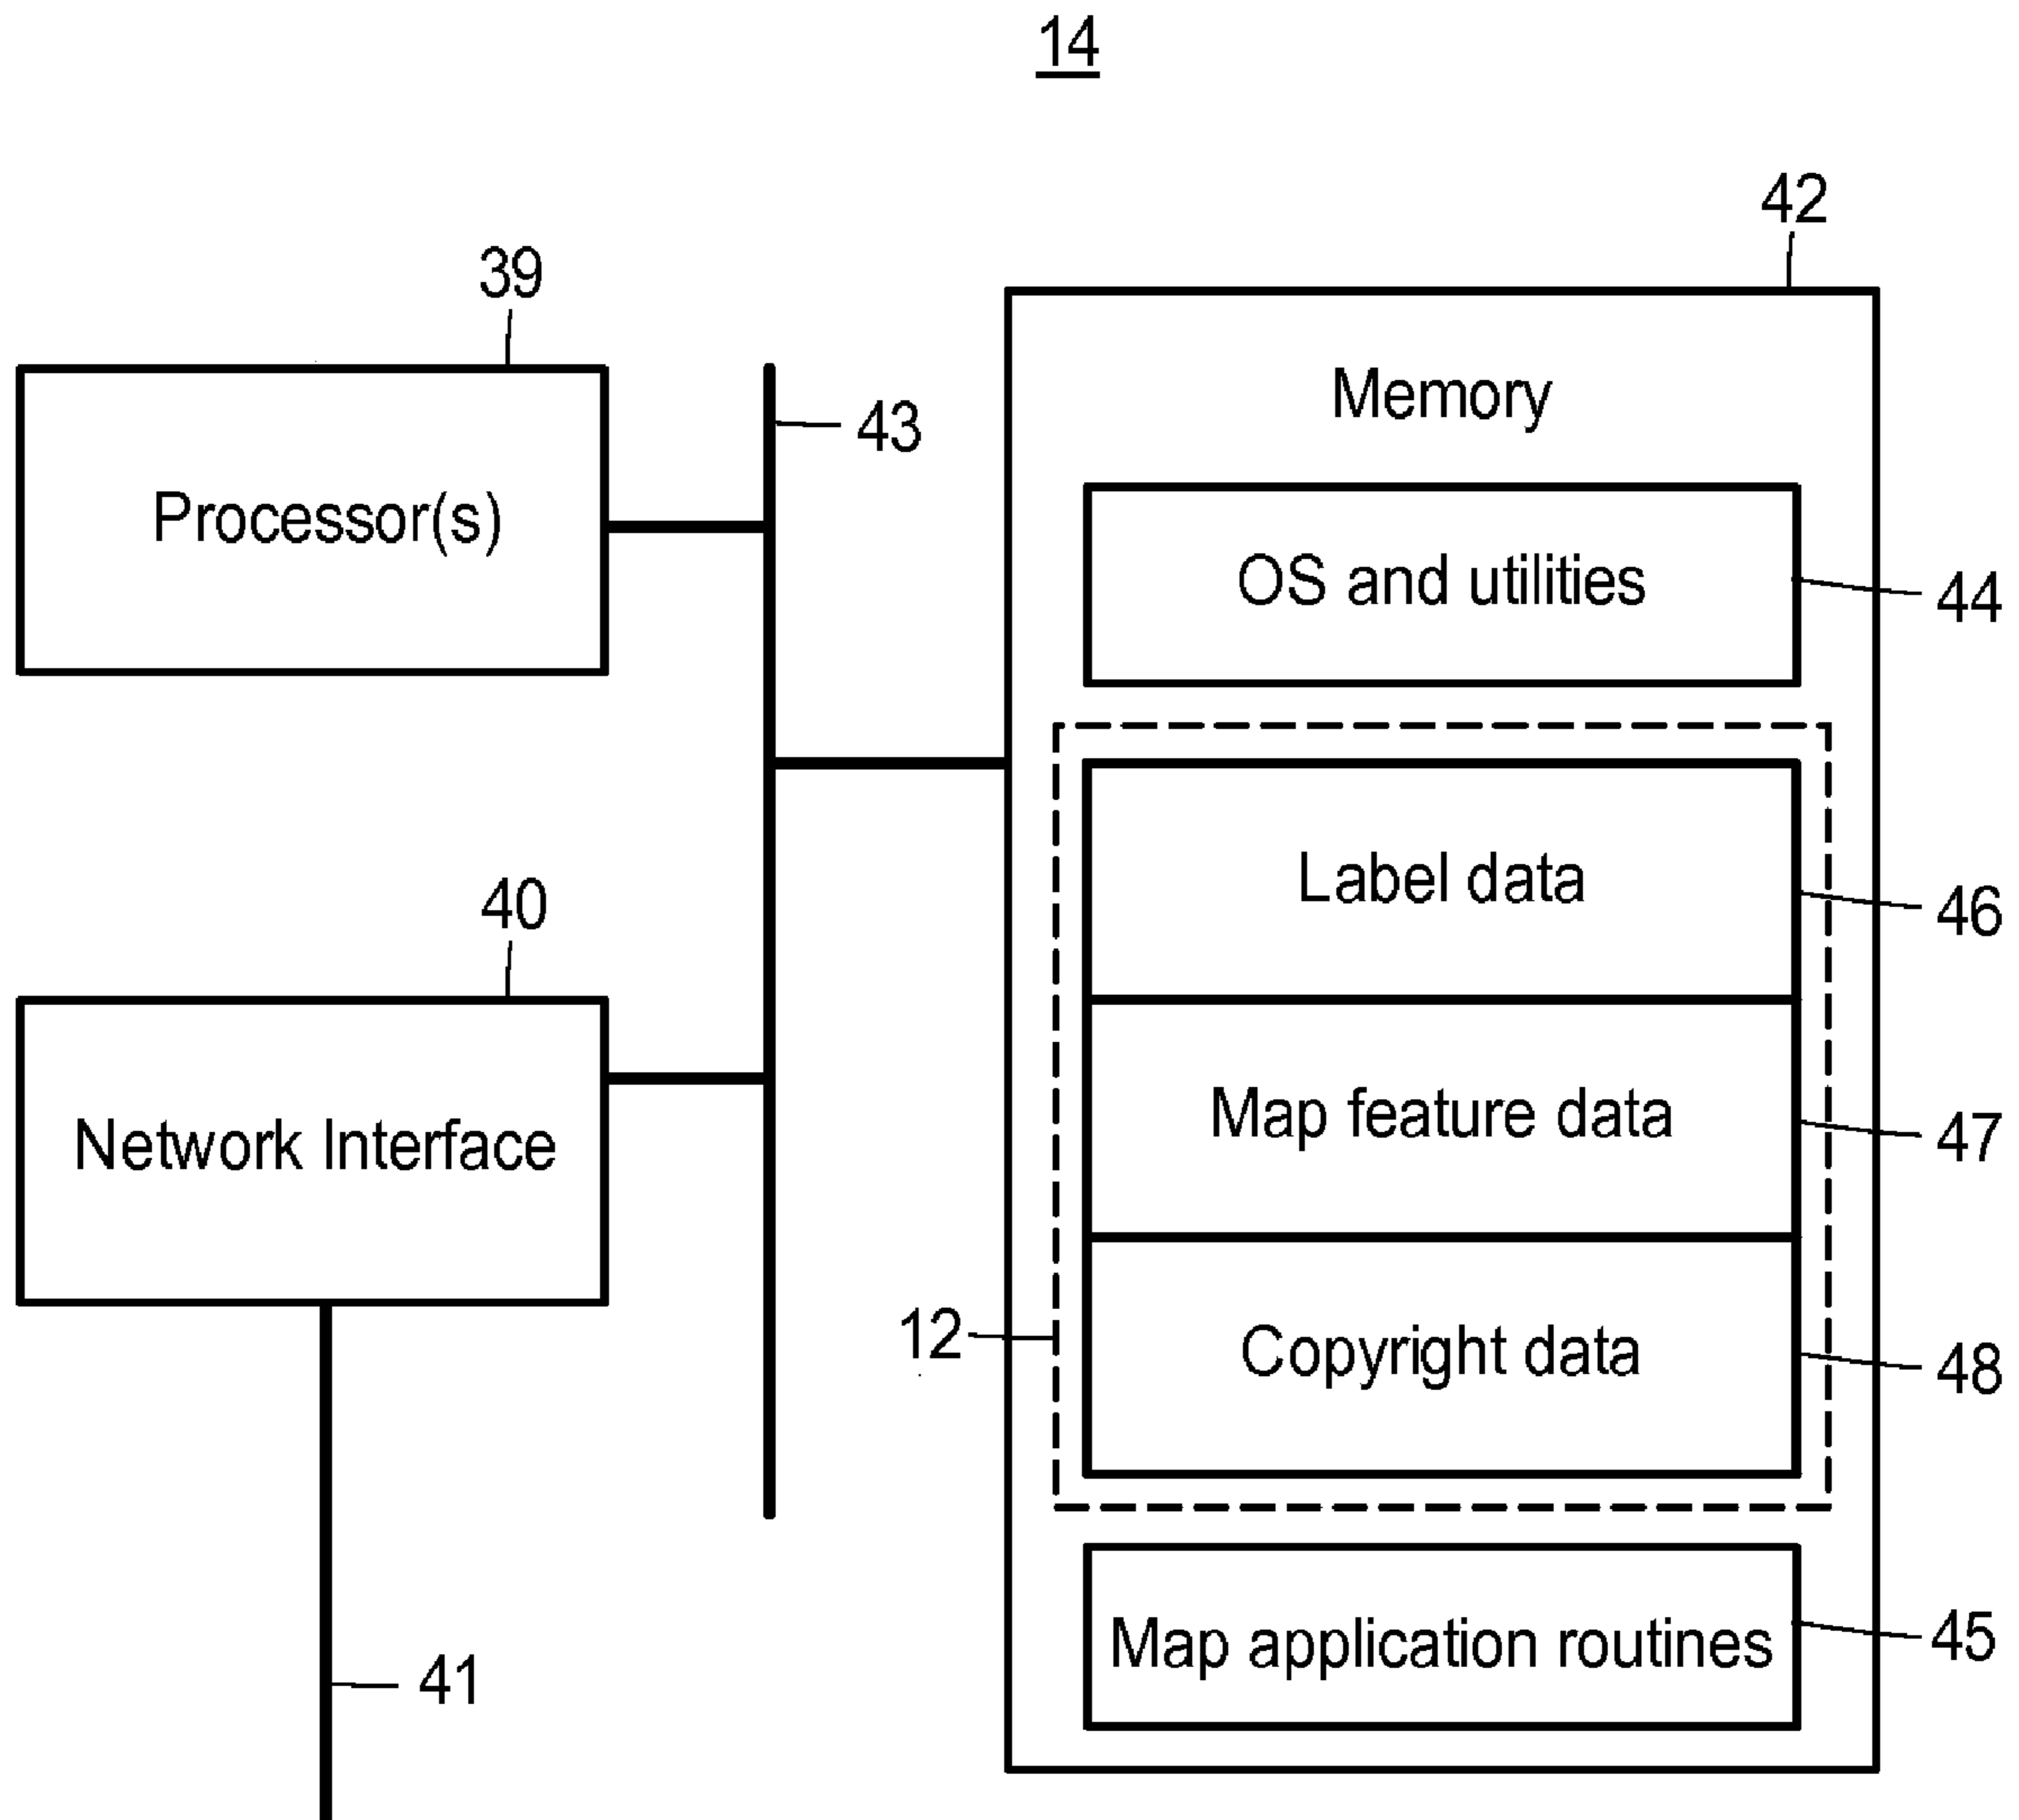 14
42
39
Memory
43
Processor(s)
OS and utilities
44
Label data
46
40
Map feature data
47
Network Interface
12
Copyright data
48
Map application routines
45
41